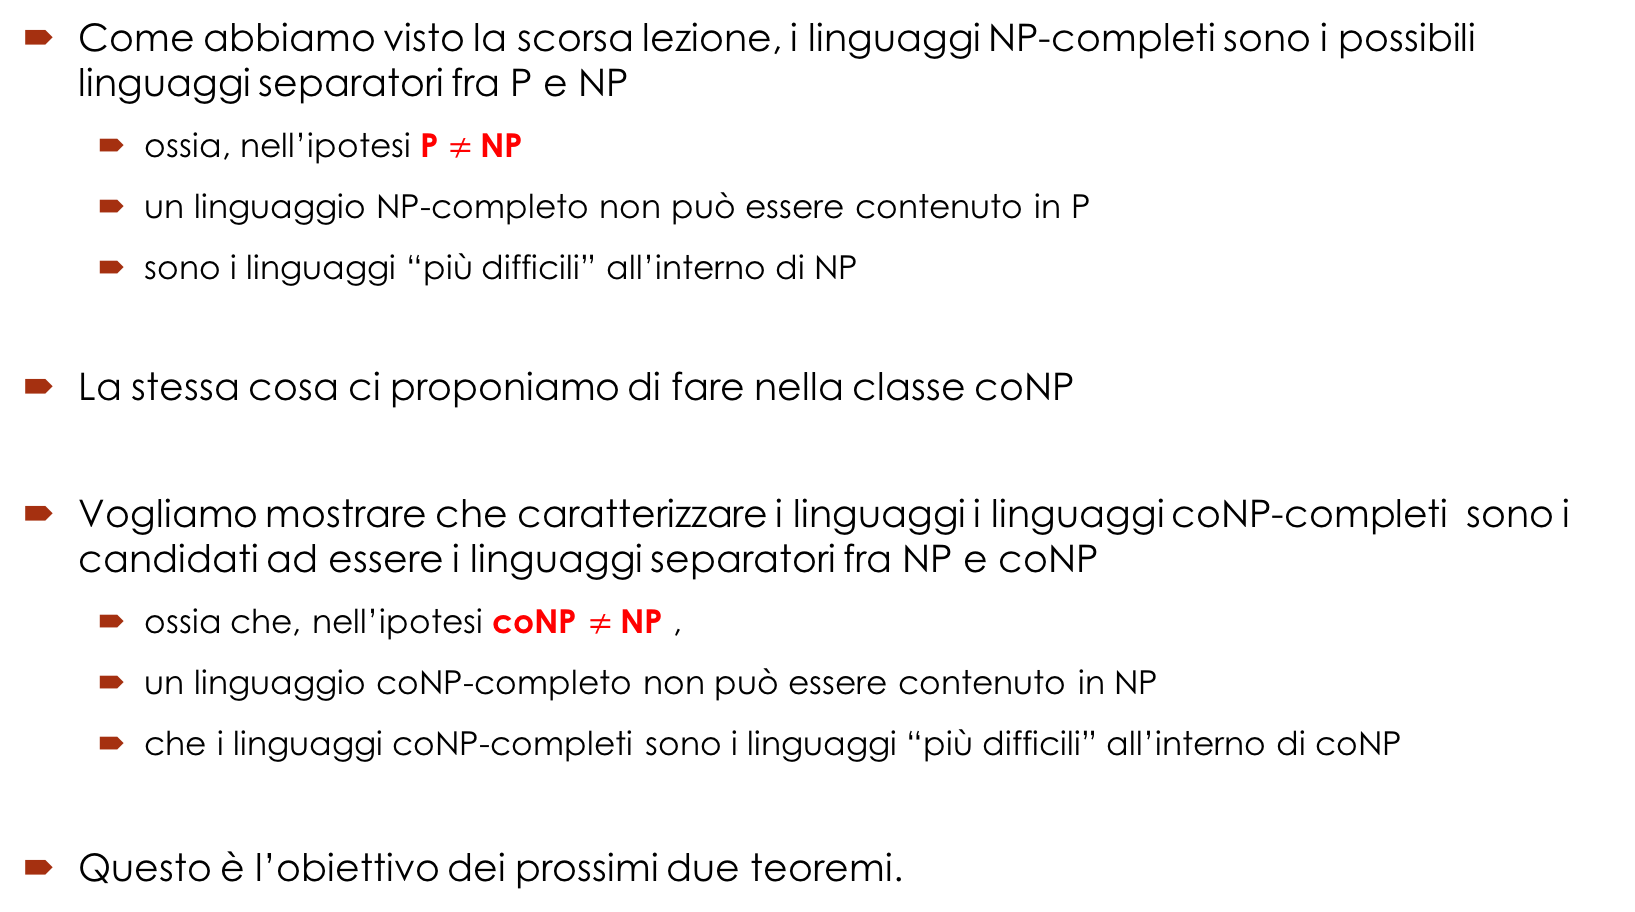 Come abbiamo visto la scorsa lezione, i linguaggi NP-completi sono i possibili
linguaggi separatori fra P e NP
ossia, nell’ipotesi P ≠ NP
un linguaggio NP-completo non può essere contenuto in P
sono i linguaggi “più difficili” all’interno di NP
La stessa cosa ci proponiamo di fare nella classe coNP
Vogliamo mostrare che caratterizzare i linguaggi i linguaggi coNP-completi sono i
candidati ad essere i linguaggi separatori fra NP e coNP
ossia che, nell’ipotesi coNP ≠ NP ,
un linguaggio coNP-completo non può essere contenuto in NP
che i linguaggi coNP-completi sono i linguaggi “più difficili” all’interno di coNP
Questo è l’obiettivo dei prossimi due teoremi.